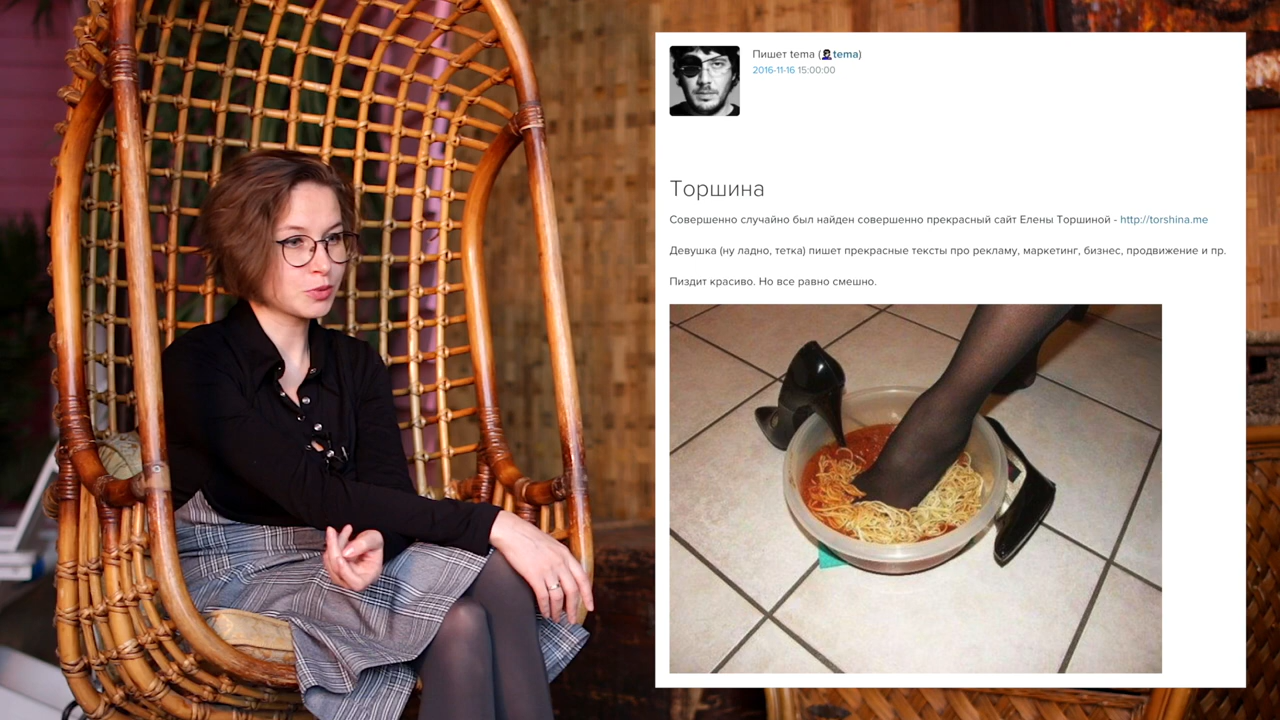 Пишет tema (tema)
2016-11-16 15:00:00
Торшина
Совершенно случайно был найден совершенно прекрасный сайт Елены Торшиной - http://torshina.me
Девушка (ну ладно, тетка) пишет прекрасные тексты про рекламу, маркетинг, бизнес, продвижение и пр.
Пиздит красиво. Но все равно смешно.